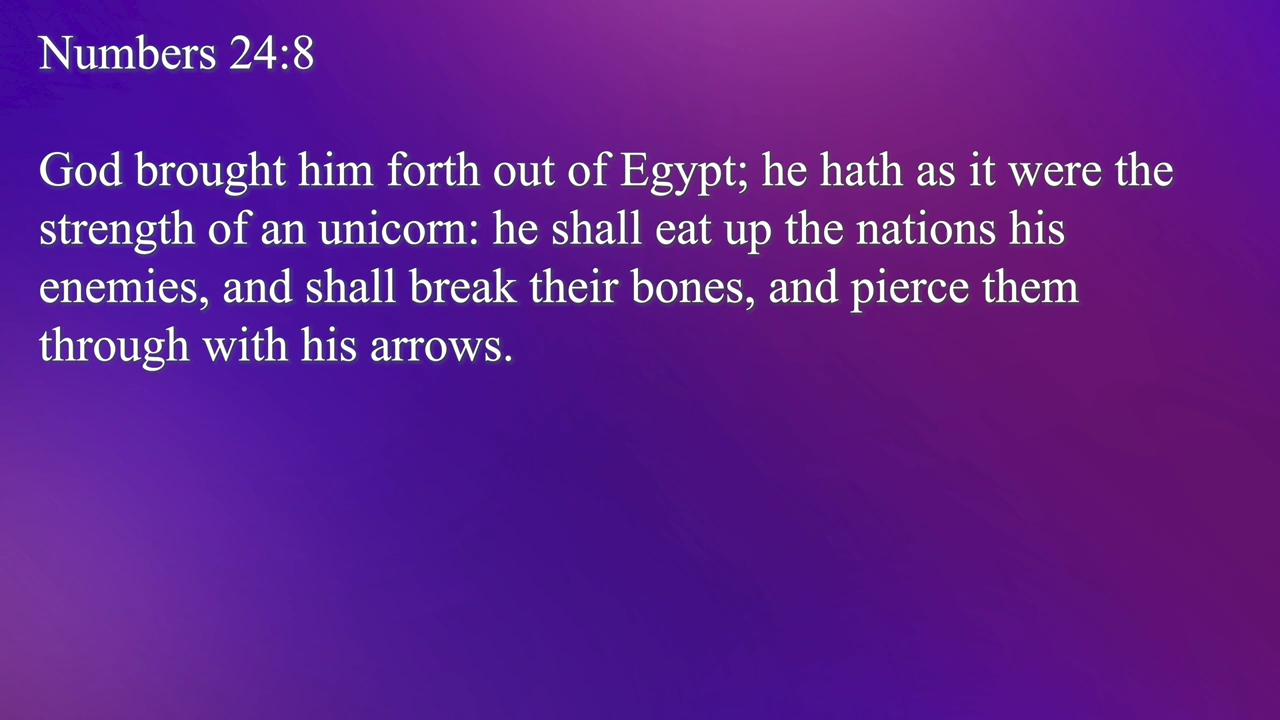 Numbers 24:8
God brought him forth out of Egypt; he hath as it were the
strength of an unicorn: he shall eat up the nations his
enemies, and shall break their bones, and pierce them
through with his arrows.